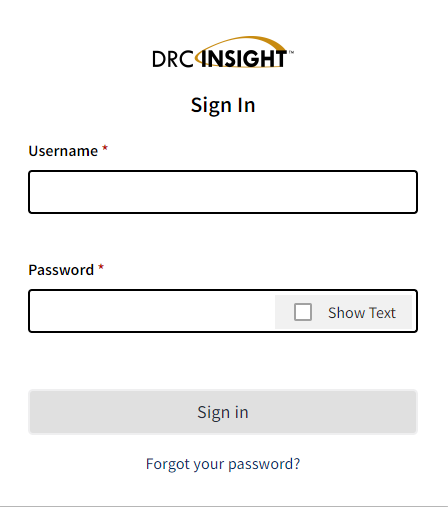 DRC INSIGHT™
Sign In
Username *
Password *
Show Text
Sign in
Forgot your password?